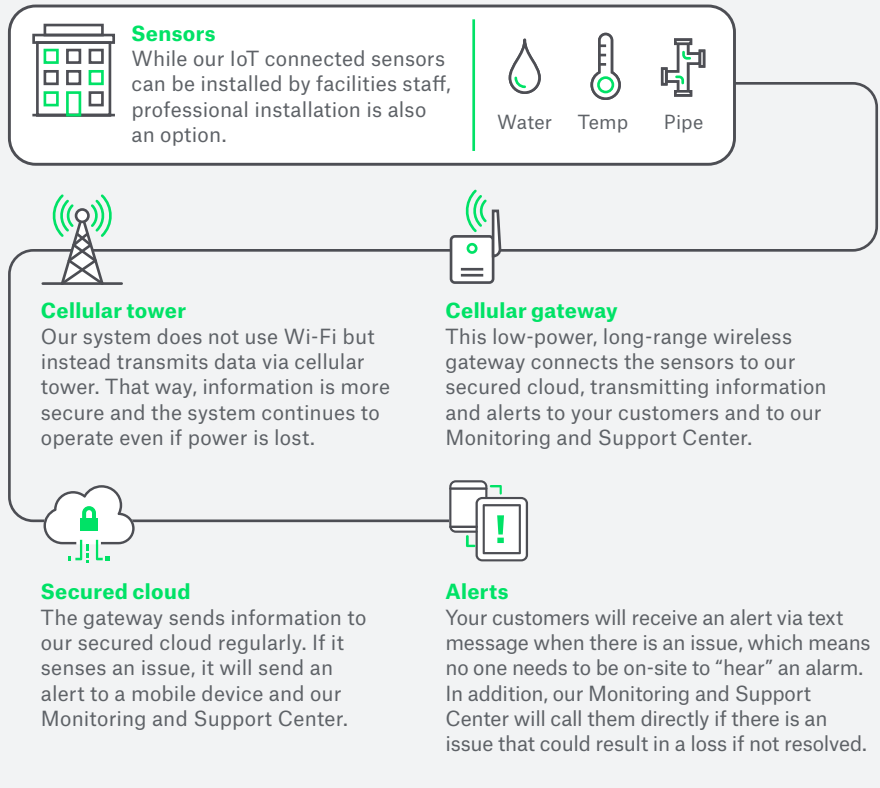 Sensors
While our IoT connected sensors
can be installed by facilities staff,
professional installation is also
an option.
Water
Temp
Pipe
Cellular tower
Our system does not use Wi-Fi but
instead transmits data via cellular
tower. That way, information is more
secure and the system continues to
operate even if power is lost.
Cellular gateway
This low-power, long-range wireless
gateway connects the sensors to our
secured cloud, transmitting information
and alerts to your customers and to our
Monitoring and Support Center.
Secured cloud
The gateway sends information to
our secured cloud regularly. If it
senses an issue, it will send an
alert to a mobile device and our
Monitoring and Support Center.
!
Alerts
Your customers will receive an alert via text
message when there is an issue, which means
no one needs to be on-site to “hear” an alarm.
In addition, our Monitoring and Support
Center will call them directly if there is an
issue that could result in a loss if not resolved.